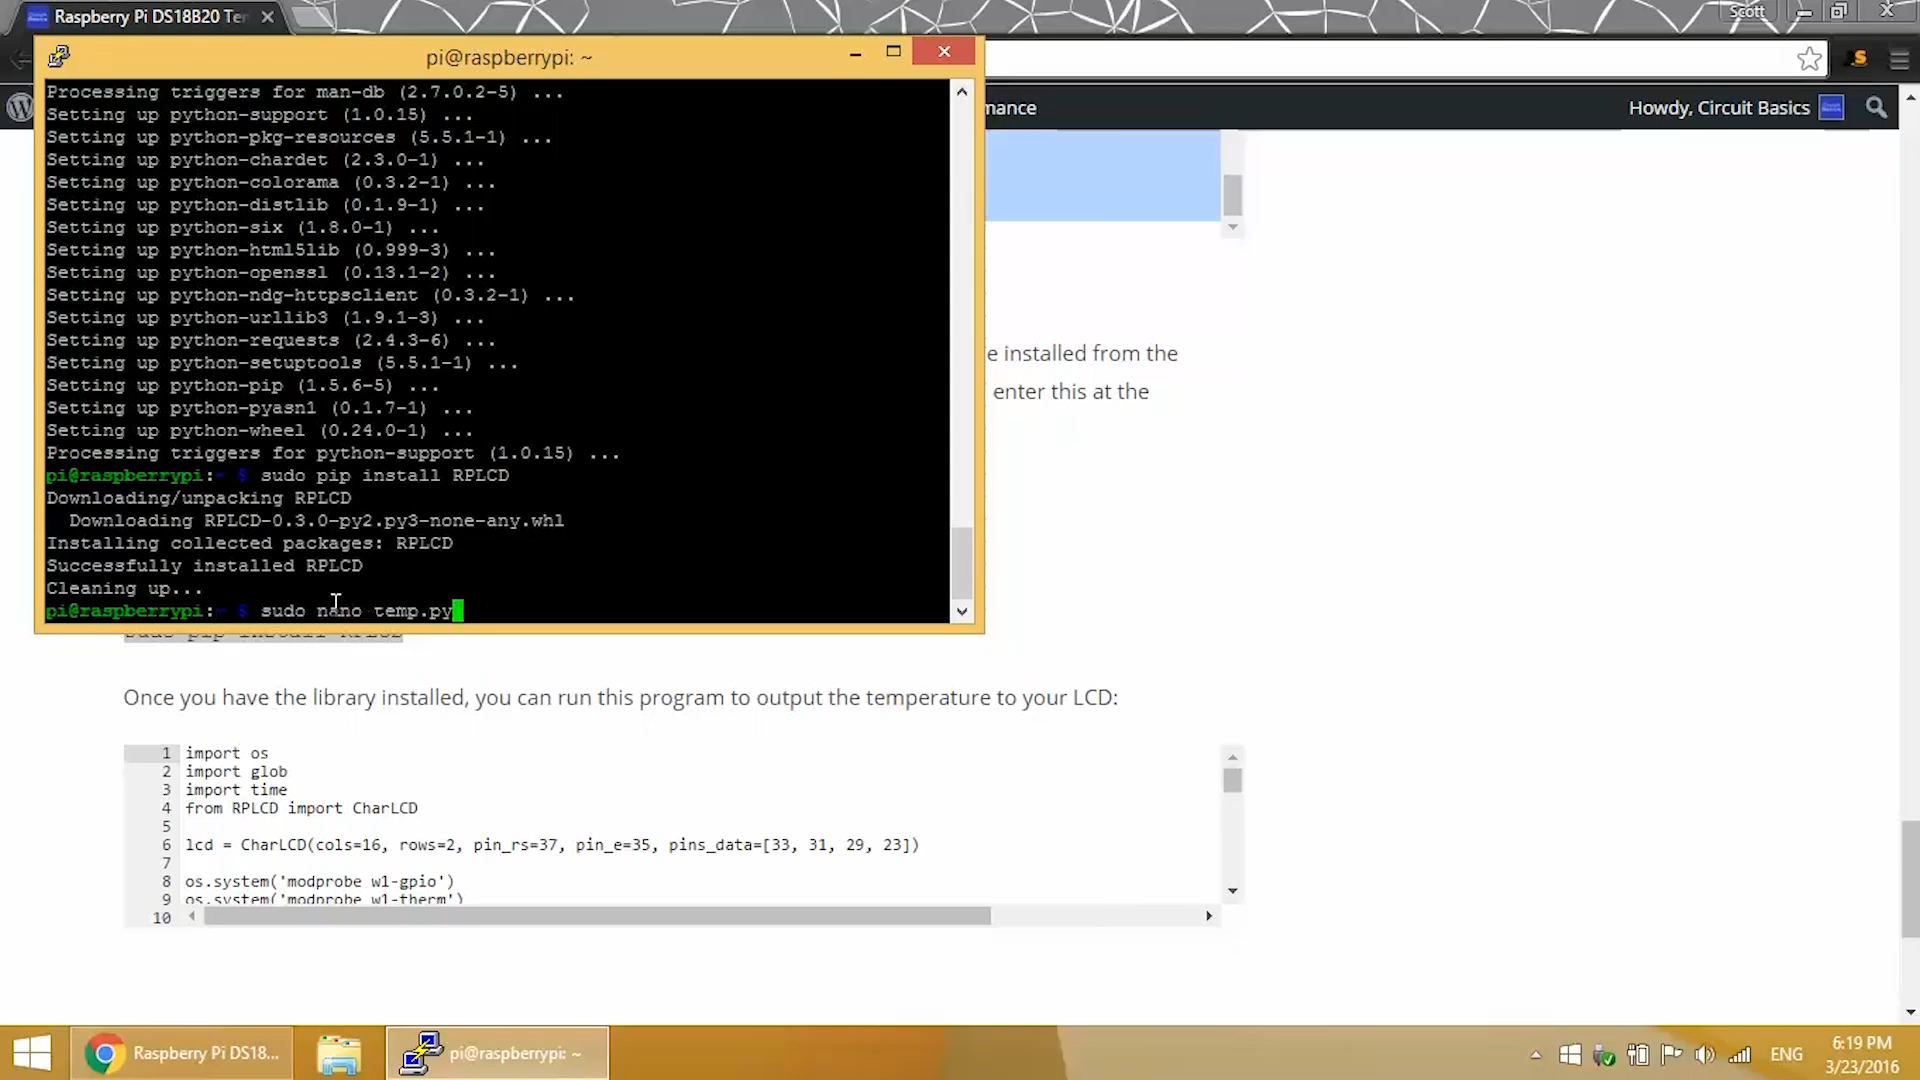 Raspberry Pi DS18B20 Te
Scott
pi@raspberrypi: ~
mance
Howdy, Circuit Basics
Processing triggers for man-db (2.7.0.2-5) ...
Setting up python-support (1.0.15) ...
Setting up python-pkg-resources (5.5.1-1) ...
Setting up python-chardet (2.3.0-1) ...
Setting up python-colorama (0.3.2-1) ...
Setting up python-distlib (0.1.9-1) ...
Setting up python-six (1.8.0-1) ...
Setting up python-html5lib (0.999-3) ...
Setting up python-openssl (0.13.1-2) ...
Setting up python-ndg-httpsclient (0.3.2-1) ...
Setting up python-urllib3 (1.9.1-3) ...
Setting up python-requests (2.4.3-6) ...
Setting up python-setuptools (5.5.1-1) ...
Setting up python-pip (1.5.6-5) ...
Setting up python-pyasn1 (0.1.7-1) ...
Setting up python-wheel (0.24.0-1) ...
Processing triggers for python-support (1.0.15) ...
pi@raspberrypi:~ $ sudo pip install RPLCD
Downloading/unpacking RPLCD
Downloading RPLCD-0.3.0-py2.py3-none-any.whl
Installing collected packages: RPLCD
Successfully installed RPLCD
Cleaning up...
pi@raspberrypi:~ $ sudo nano temp.py
e installed from the
enter this at the
sudo pip install RPLCD
Once you have the library installed, you can run this program to output the temperature to your LCD:
1 import os
2 import glob
3 import time
4 from RPLCD import CharLCD
5
6 lcd = CharLCD(cols=16, rows=2, pin_rs=37, pin_e=35, pins_data=[33, 31, 29, 23])
7
8 os.system('modprobe w1-gpio')
9 os.system('modprobe w1-therm')
10
Raspberry Pi DS18...
pi@raspberrypi: ~
ENG
6:19 PM
3/23/2016